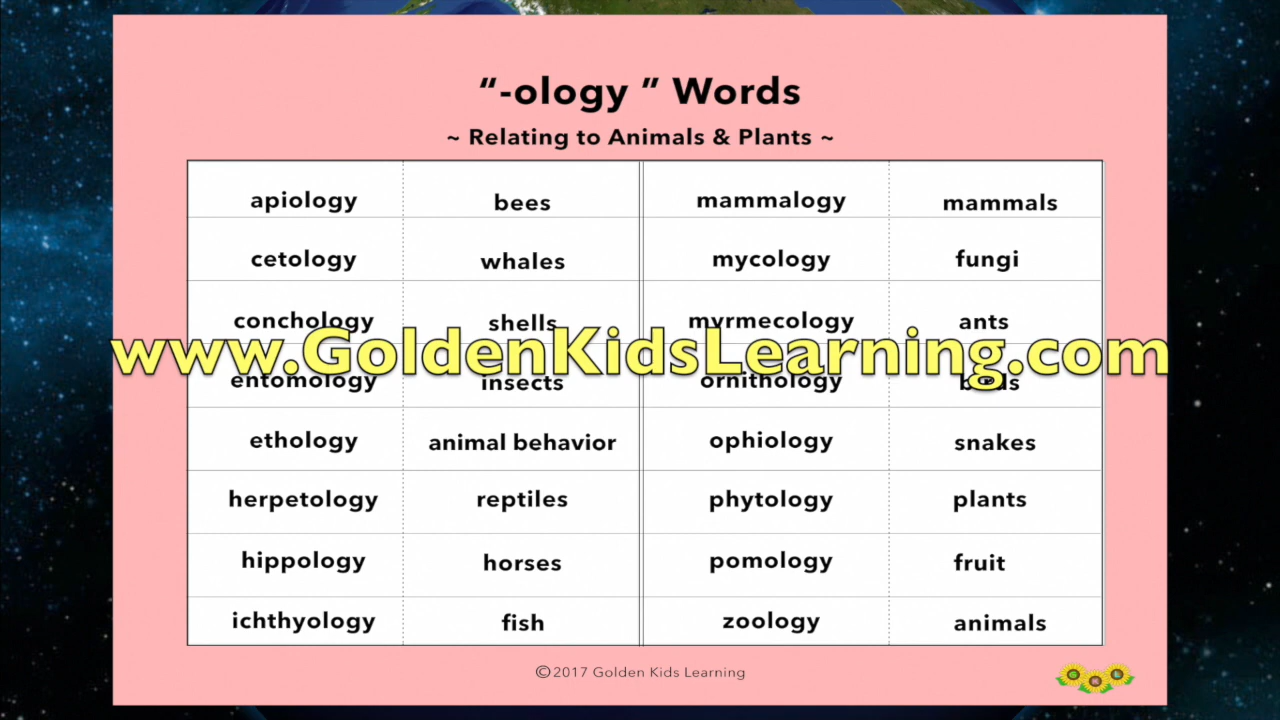 “-ology ” Words
~ Relating to Animals & Plants ~
apiology bees mammalogy mammals
cetology whales mycology fungi
conchology shells myrmecology ants
www.GoldenKidsLearning.com
entomology insects ornithology birds
ethology animal behavior ophiology snakes
herpetology reptiles phytology plants
hippology horses pomology fruit
ichthyology fish zoology animals
©2017 Golden Kids Learning
G K L